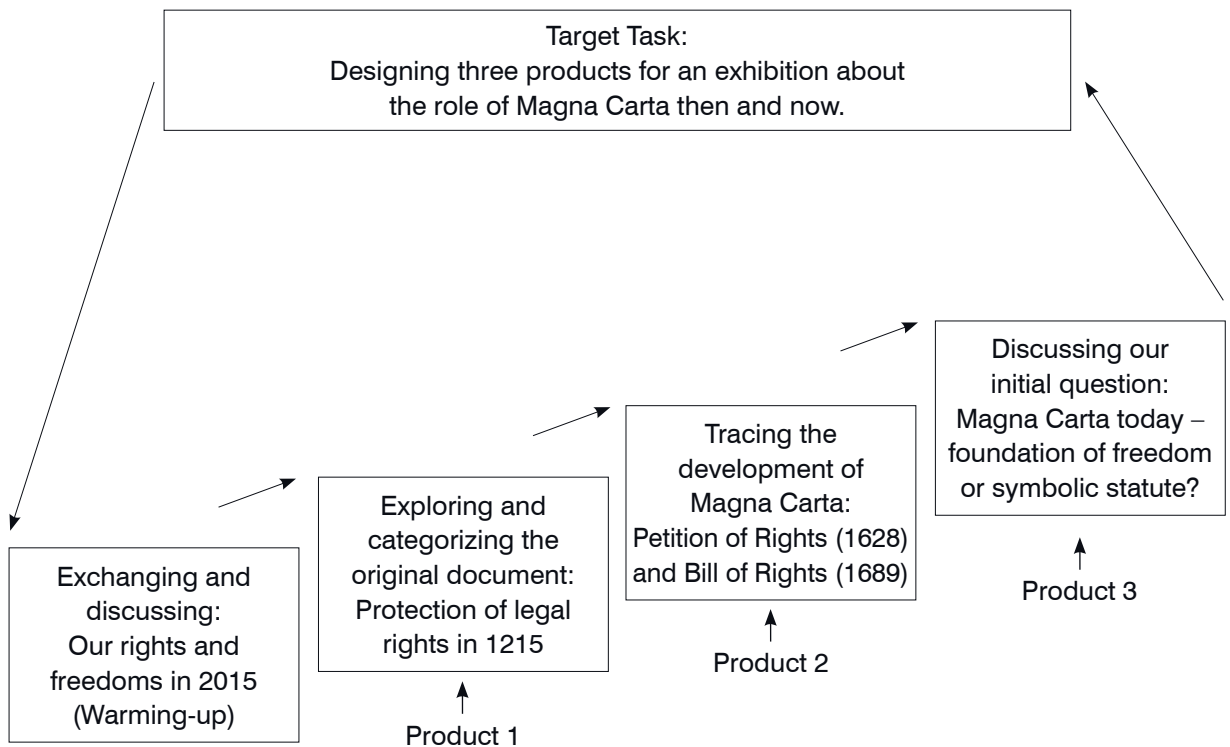 Target Task:
Designing three products for an exhibition about
the role of Magna Carta then and now.
Exchanging and
discussing:
Our rights and
freedoms in 2015
(Warming-up)
Exploring and
categorizing the
original document:
Protection of legal
rights in 1215
Product 1
Tracing the
development of
Magna Carta:
Petition of Rights (1628)
and Bill of Rights (1689)
Product 2
Discussing our
initial question:
Magna Carta today –
foundation of freedom
or symbolic statute?
Product 3